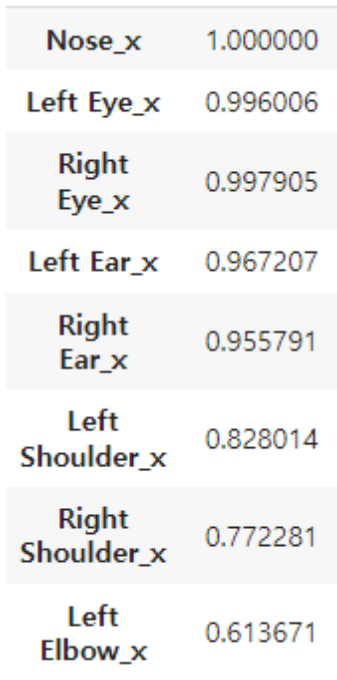 Nose_x 1.000000
Left Eye_x 0.996006
Right
Eye_x 0.997905
Left Ear_x 0.967207
Right
Ear_x 0.955791
Left
Shoulder_x 0.828014
Right
Shoulder_x 0.772281
Left
Elbow_x 0.613671